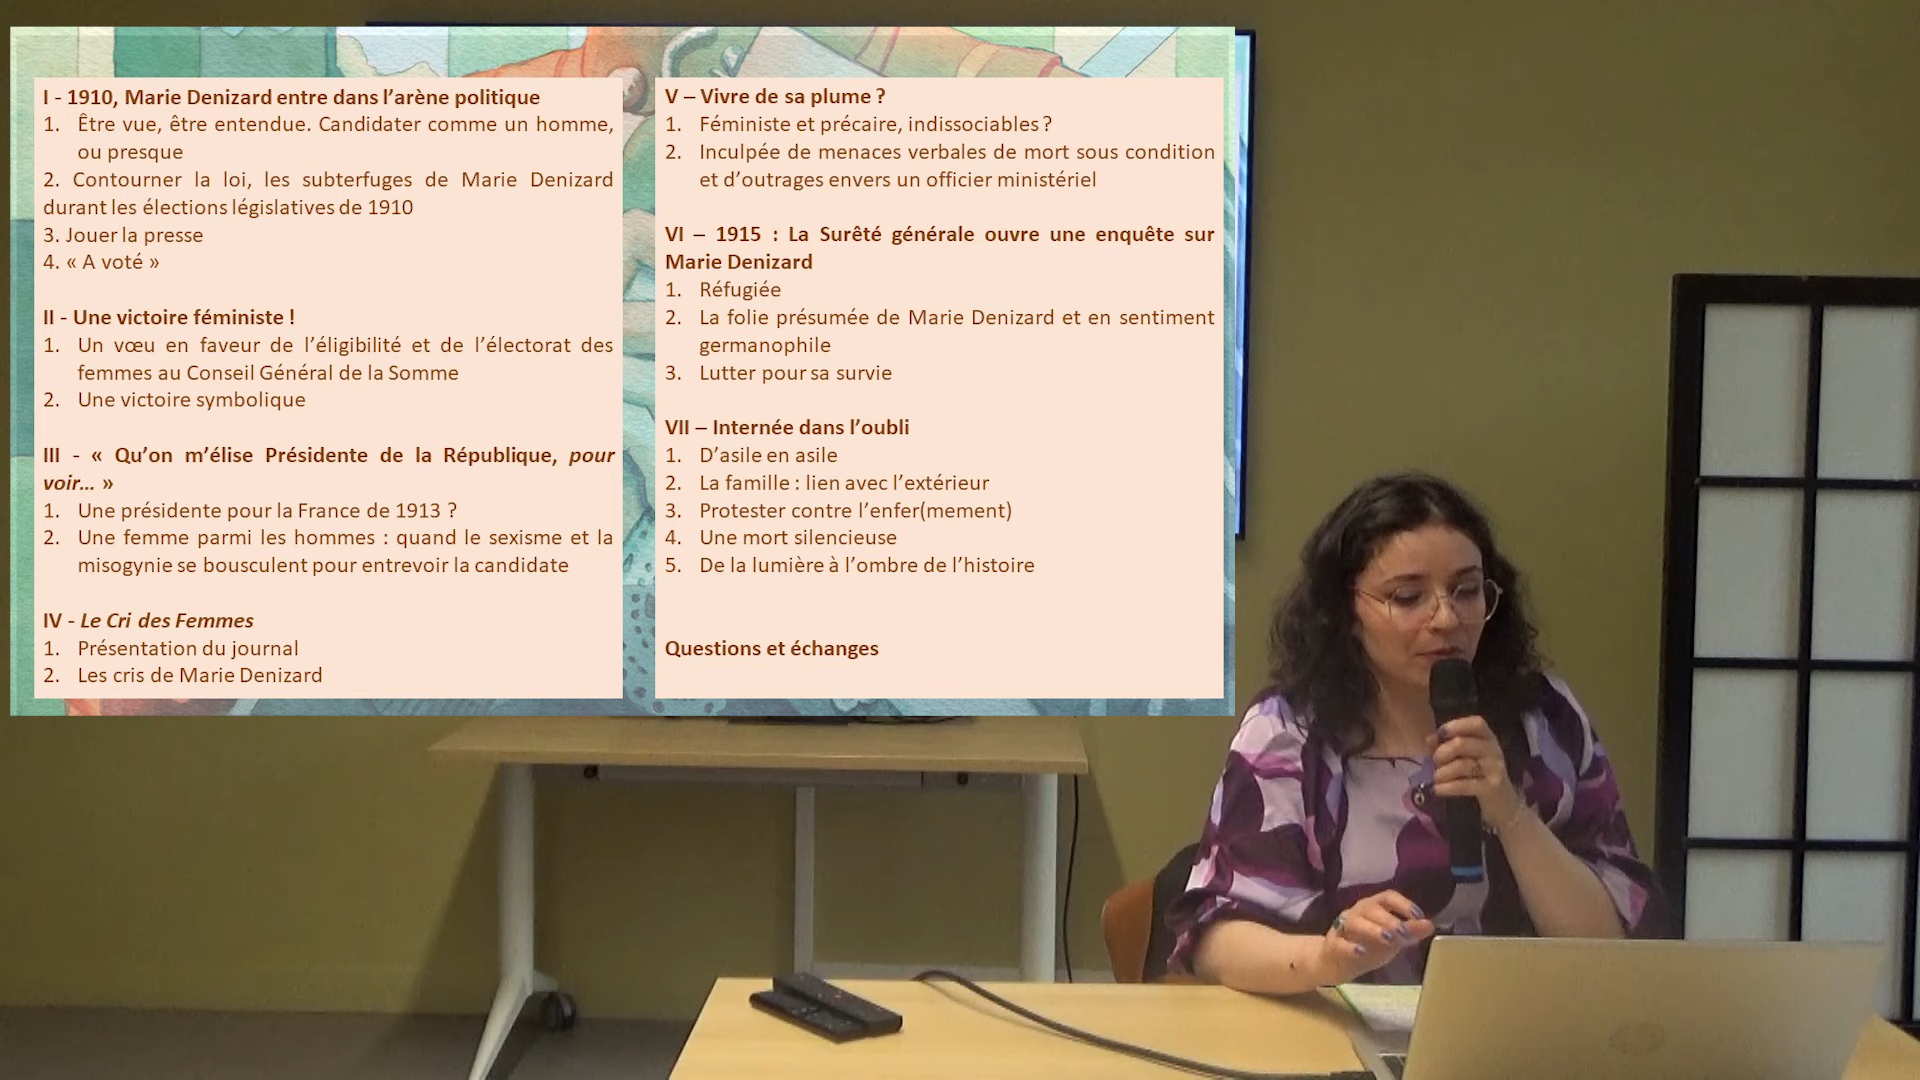 I - 1910, Marie Denizard entre dans l’arène politique
1. Être vue, être entendue. Candidater comme un homme,
ou presque
2. Contourner la loi, les subterfuges de Marie Denizard
durant les élections législatives de 1910
3. Jouer la presse
4. « A voté »
II - Une victoire féministe !
1. Un vœu en faveur de l’éligibilité et de l’électorat des
femmes au Conseil Général de la Somme
2. Une victoire symbolique
III - « Qu’on m’élise Présidente de la République, pour
voir… »
1. Une présidente pour la France de 1913 ?
2. Une femme parmi les hommes : quand le sexisme et la
misogynie se bousculent pour entrevoir la candidate
IV - Le Cri des Femmes
1. Présentation du journal
2. Les cris de Marie Denizard
V – Vivre de sa plume ?
1. Féministe et précaire, indissociables ?
2. Inculpée de menaces verbales de mort sous condition
et d’outrages envers un officier ministériel
VI – 1915 : La Surêté générale ouvre une enquête sur
Marie Denizard
1. Réfugiée
2. La folie présumée de Marie Denizard et en sentiment
germanophile
3. Lutter pour sa survie
VII – Internée dans l’oubli
1. D’asile en asile
2. La famille : lien avec l’extérieur
3. Protester contre l’enfer(mement)
4. Une mort silencieuse
5. De la lumière à l’ombre de l’histoire
Questions et échanges